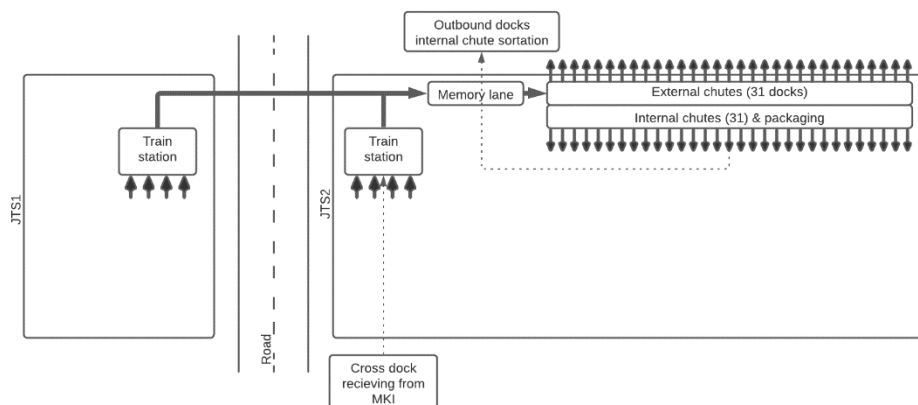 Outbound docks
internal chute sortation
Memory lane
External chutes (31 docks)
Internal chutes (31) & packaging
Train
station
Train
station
JTS1
JTS2
Road
Cross dock
recieving from
MKI